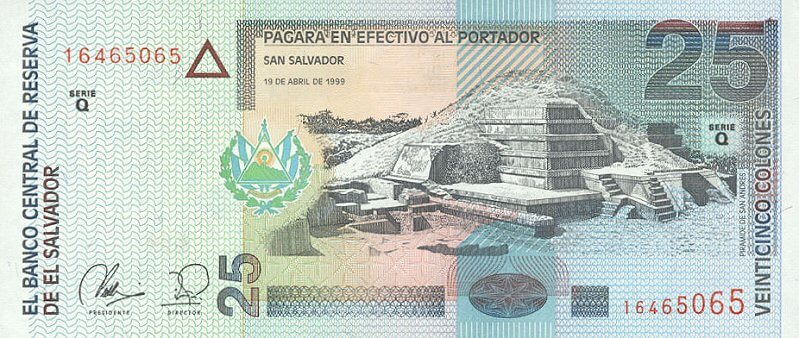 EL BANCO CENTRAL DE RESERVA
DE EL SALVADOR
16465065
SERIE
Q
PAGARA EN EFECTIVO AL PORTADOR
SAN SALVADOR
19 DE ABRIL DE 1999
25
SERIE
Q
PIRAMIDE DE SAN ANDRES
VEINTICINCO COLONES
PRESIDENTE
DIRECTOR
25
16465065